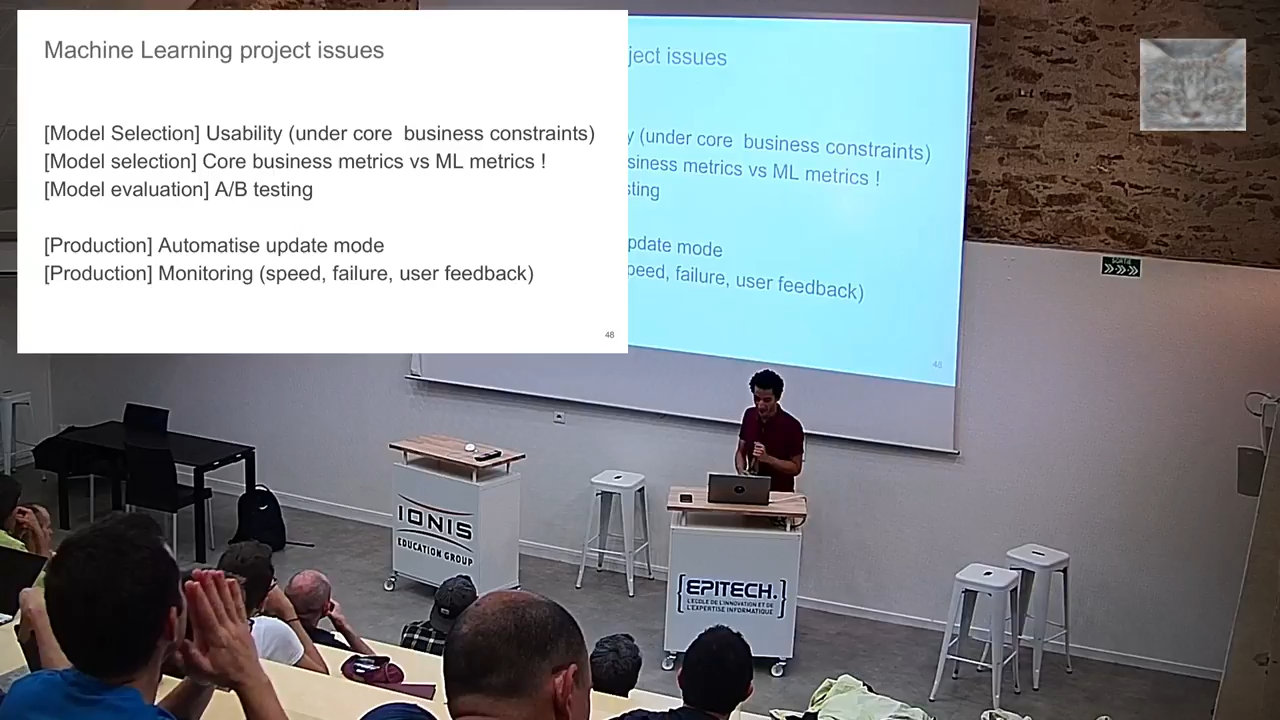 Machine Learning project issues
[Model Selection] Usability (under core  business constraints)
[Model selection] Core business metrics vs ML metrics !
[Model evaluation] A/B testing
[Production] Automatise update mode
[Production] Monitoring (speed, failure, user feedback)
48
ject issues
y (under core  business constraints)
siness metrics vs ML metrics !
sting
pdate mode
peed, failure, user feedback)
48
SORTIE
IONIS
EDUCATION GROUP
[EPITECH.]
L'ECOLE DE L'INNOVATION ET DE
L'EXPERTISE INFORMATIQUE